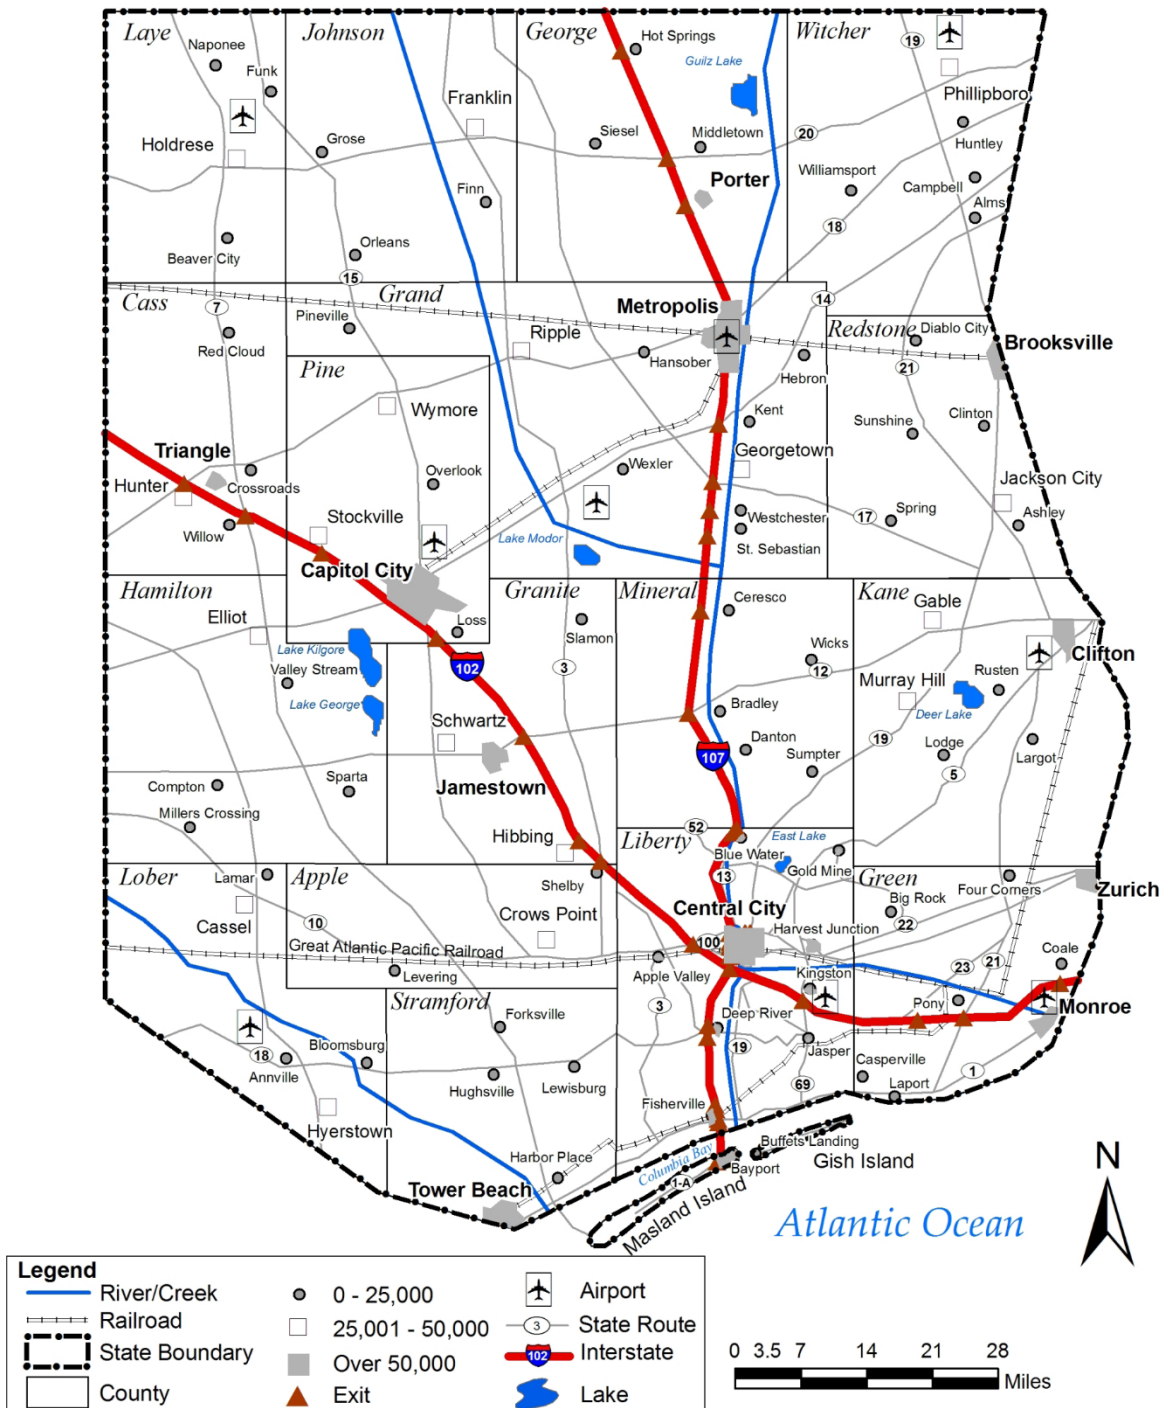 Laye
Johnson
George
Witcher
Naponee
Hot Springs
19
Funk
Guilz Lake
Franklin
Phillipboro
Holdrese
Grose
Siesel
Middletown
20
Huntley
Finn
Porter
Williamsport
Campbell
Alms
18
Beaver City
Orleans
15
Cass
Grand
Metropolis
14
7
Pineville
Ripple
Redstone
Diablo City
Red Cloud
Brooksville
Hansober
Hebron
21
Pine
Wymore
Kent
Sunshine
Clinton
Triangle
Georgetown
Hunter
Crossroads
Overlook
Wexler
Jackson City
Stockville
Westchester
17
Spring
Ashley
Willow
Lake Modor
St. Sebastian
Capitol City
Hamilton
Granite
Mineral
Kane
Elliot
Loss
Slamon
Ceresco
Gable
Lake Kilgore
102
3
Wicks
12
Clifton
Valley Stream
Murray Hill
Rusten
Lake George
Schwartz
Bradley
Deer Lake
107
Danton
Sumpter
19
Lodge
Largot
5
Compton
Sparta
Jamestown
Millers Crossing
Hibbing
52
East Lake
Liberty
Blue Water
Lober
Lamar
Apple
Shelby
13
Gold Mine
Green
Four Corners
Zurich
Cassel
10
Crows Point
Central City
Big Rock
22
Great Atlantic Pacific Railroad
100
Harvest Junction
Coale
Levering
Apple Valley
Kingston
23
21
Stramford
3
Pony
Monroe
Forksville
Deep River
18
Bloomsburg
19
Jasper
Annville
Hughsville
Lewisburg
69
Casperville
1
Laport
Hyerstown
Fisherville
Harbor Place
Columbia Bay
Buffets Landing
Bayport
Gish Island
Tower Beach
1-A
Masland Island
Atlantic Ocean
N
Legend
River/Creek
0 - 25,000
Airport
Railroad
25,001 - 50,000
3
State Route
State Boundary
Over 50,000
102
Interstate
County
Exit
Lake
0 3.5 7 14 21 28
Miles